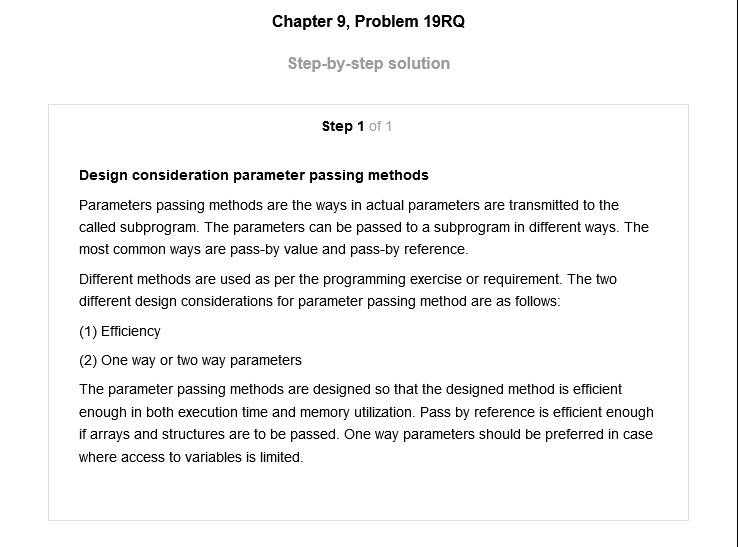 Chapter 9, Problem 19RQ
Step-by-step solution
Step 1 of 1
Design consideration parameter passing methods
Parameters passing methods are the ways in actual parameters are transmitted to the
called subprogram. The parameters can be passed to a subprogram in different ways. The
most common ways are pass-by value and pass-by reference.
Different methods are used as per the programming exercise or requirement. The two
different design considerations for parameter passing method are as follows:
(1) Efficiency
(2) One way or two way parameters
The parameter passing methods are designed so that the designed method is efficient
enough in both execution time and memory utilization. Pass by reference is efficient enough
if arrays and structures are to be passed. One way parameters should be preferred in case
where access to variables is limited.